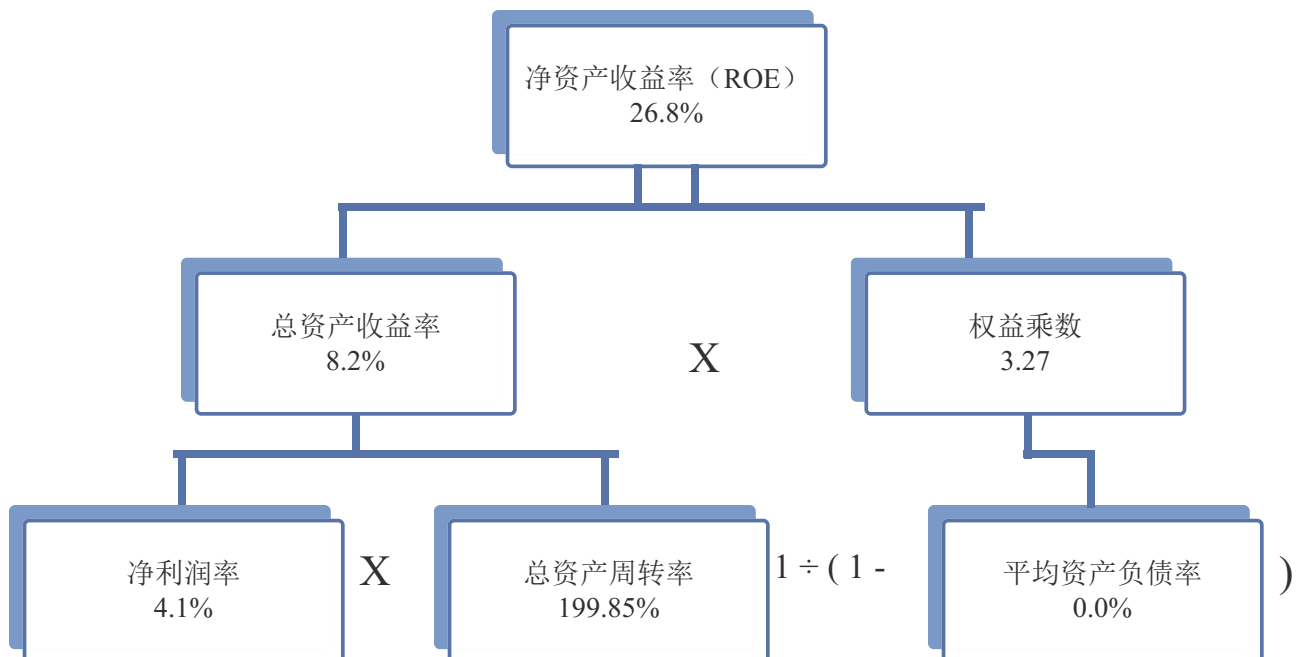 净资产收益率（ROE）
26.8%
总资产收益率
8.2%
X
权益乘数
3.27
净利润率
4.1%
X
总资产周转率
199.85%
1 ÷ ( 1 -
平均资产负债率
0.0%
)